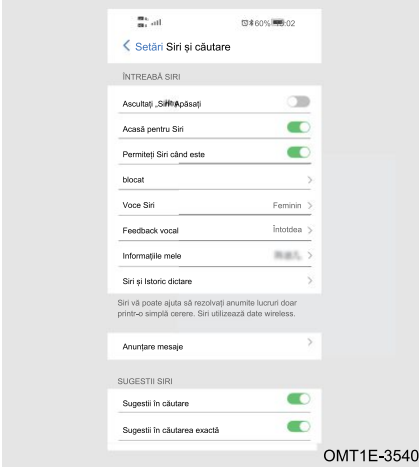 60% :02
Setări Siri și căutare
ÎNTREABĂ SIRI
Ascultați „Siri Apăsați
Acasă pentru Siri
Permiteți Siri când este
blocat
Voce Siri Feminin
Feedback vocal Întotdea
Informațiile mele
Siri și Istoric dictare
Siri vă poate ajuta să rezolvați anumite lucruri doar
printr-o simplă cerere. Siri utilizează date wireless.
Anunțare mesaje
SUGESTII SIRI
Sugestii în căutare
Sugestii în căutarea exactă
OMT1E-3540